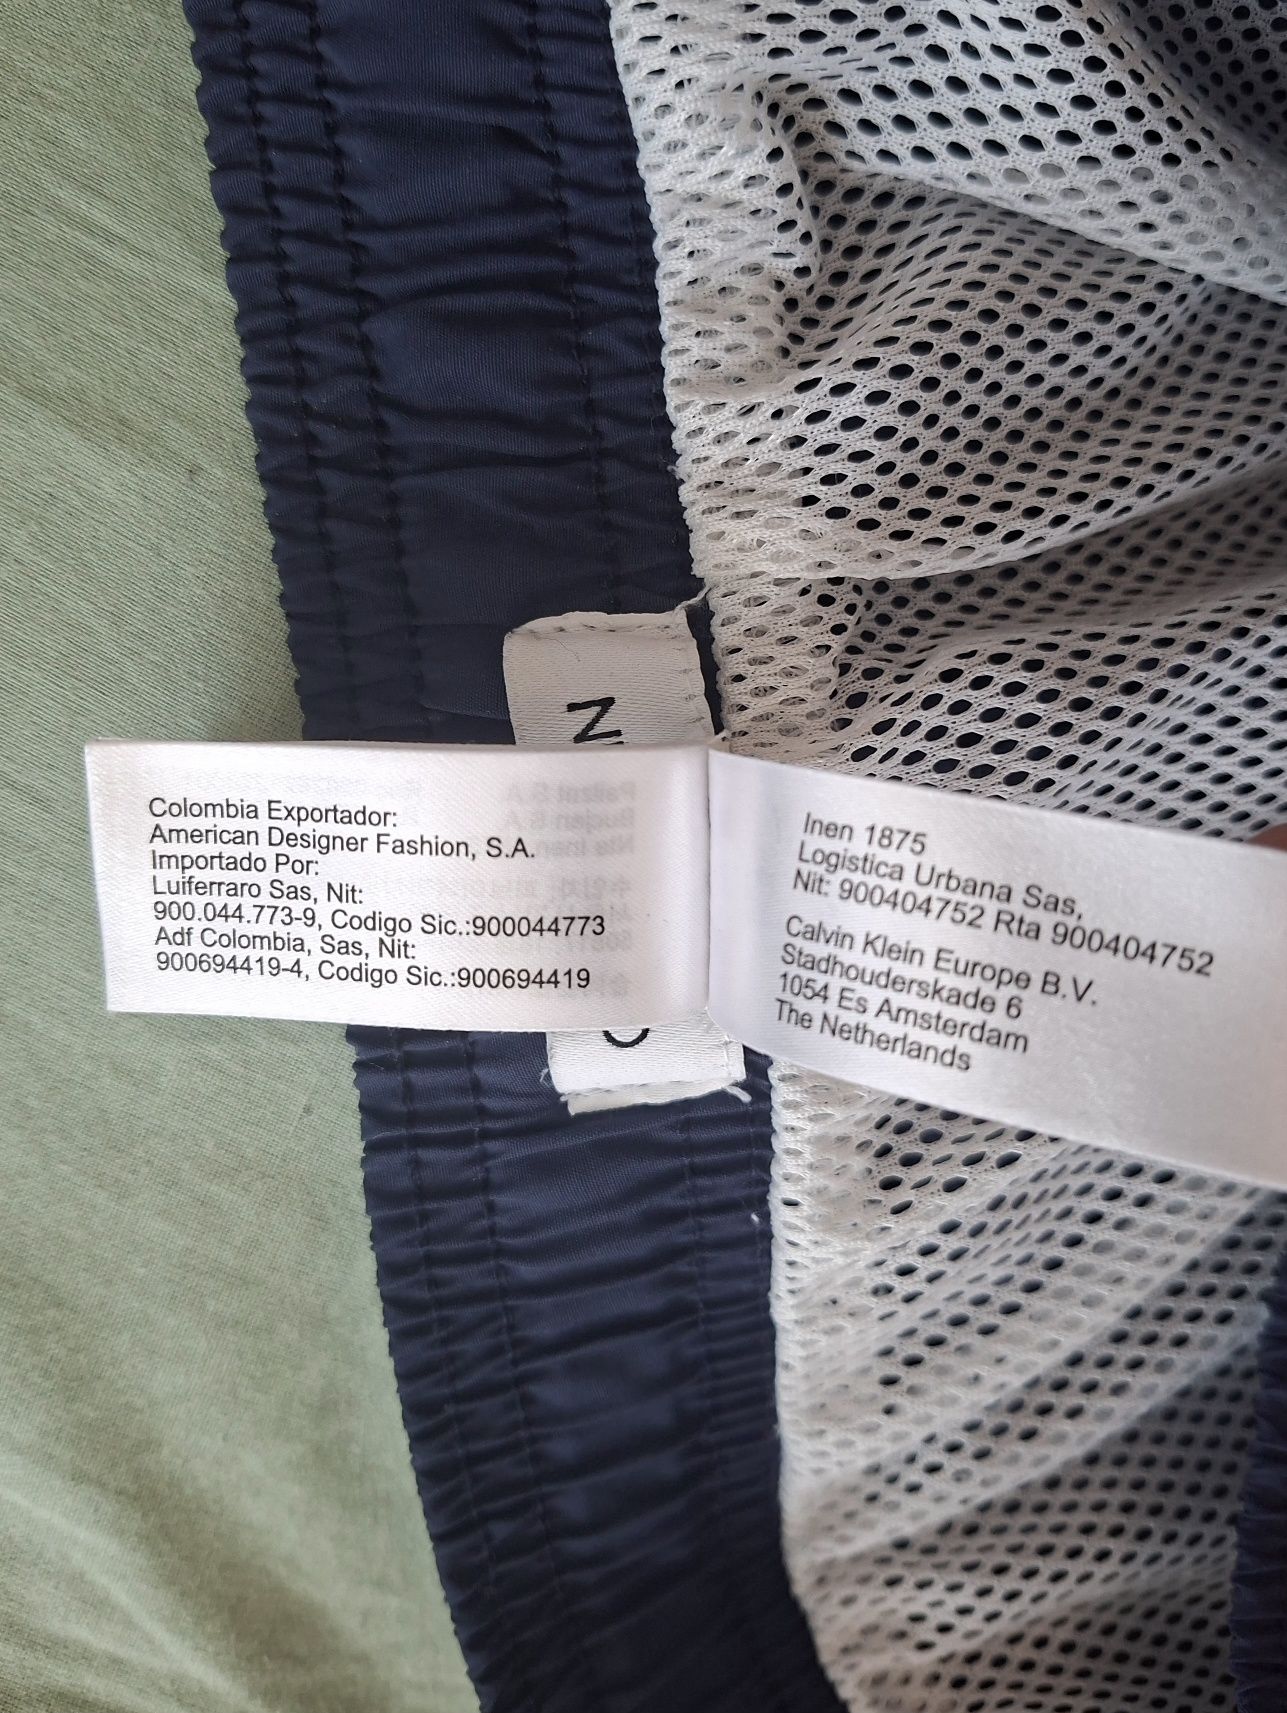 Colombia Exportador:
American Designer Fashion, S.A.
Importado Por:
Luiferraro Sas, Nit:
900.044.773-9, Codigo Sic.:900044773
Adf Colombia, Sas, Nit:
900694419-4, Codigo Sic.:900694419
Inen 1875
Logistica Urbana Sas,
Nit: 900404752 Rta 900404752
Calvin Klein Europe B.V.
Stadhouderskade 6
1054 Es Amsterdam
The Netherlands